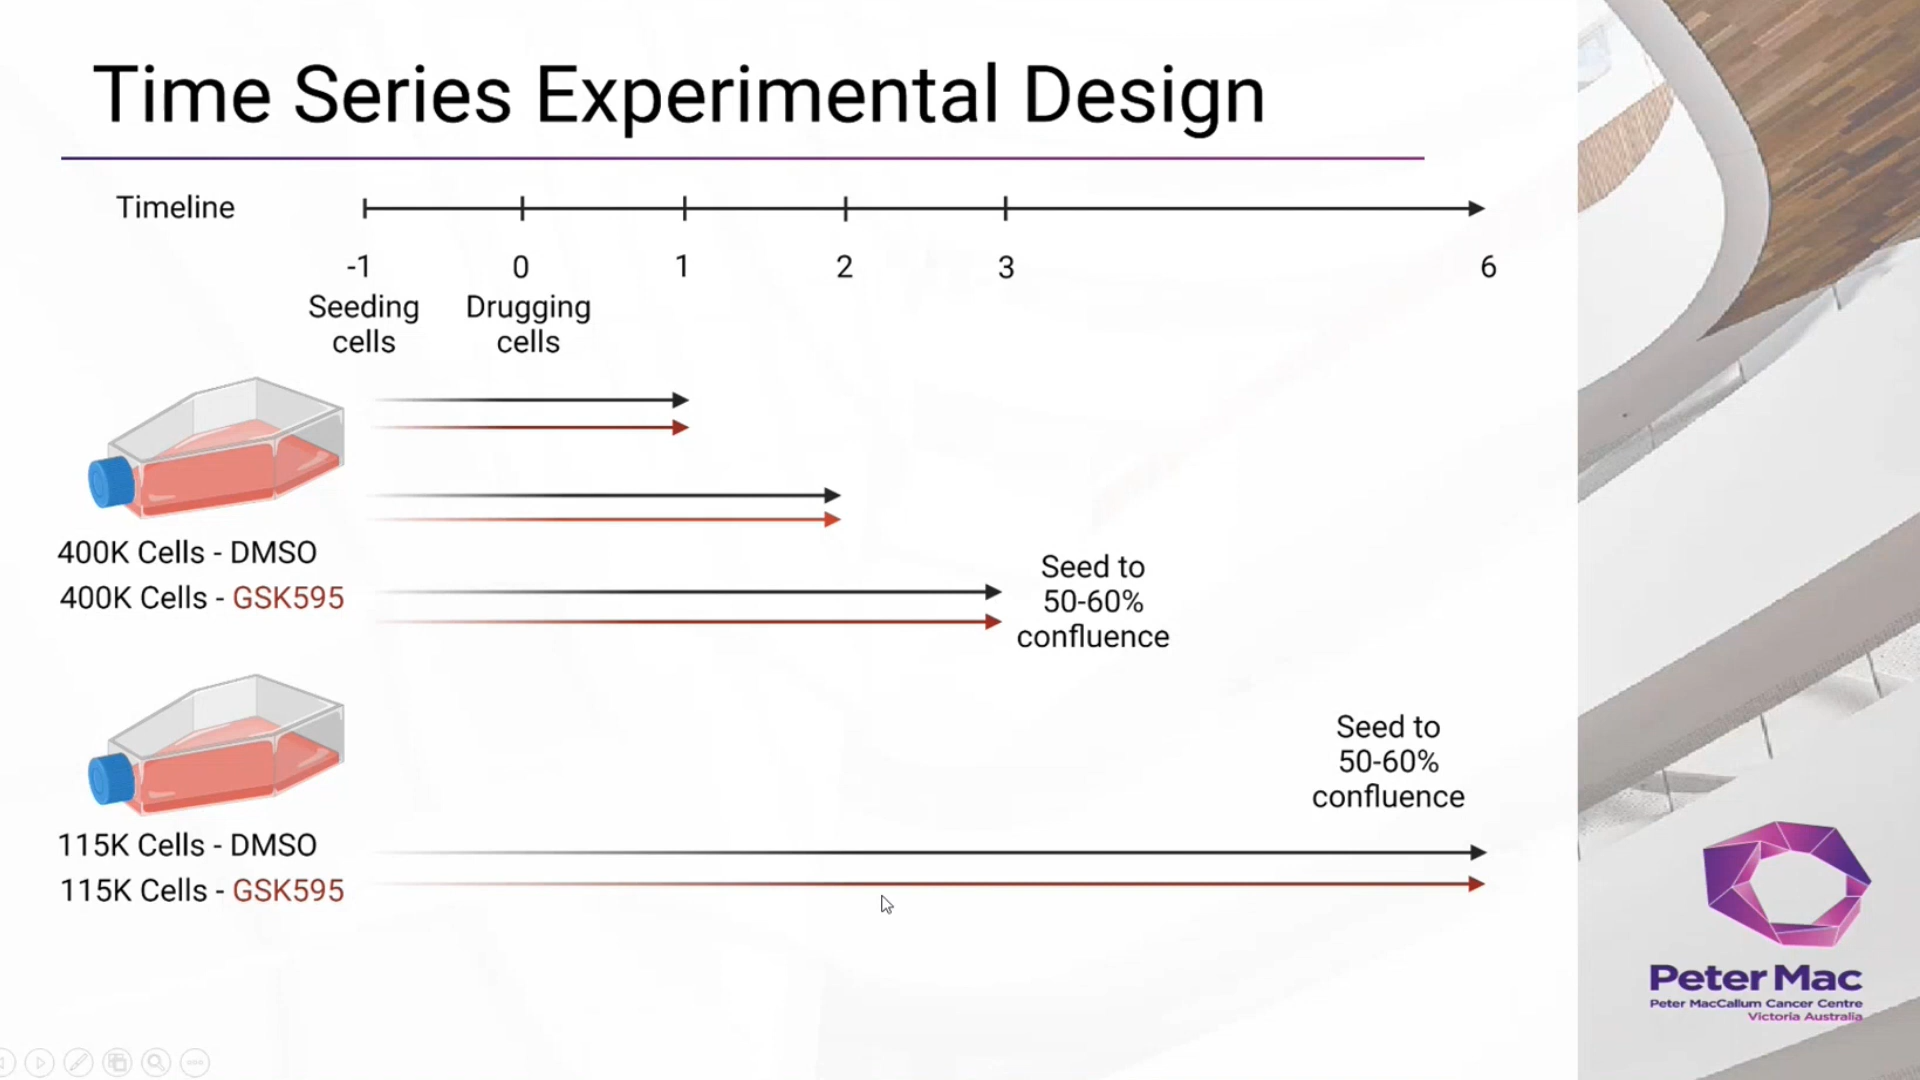 Time Series Experimental Design
Timeline
-1 0 1 2 3 6
Seeding cells
Drugging cells
400K Cells - DMSO
400K Cells - GSK595
Seed to
50-60%
confluence
Seed to
50-60%
confluence
115K Cells - DMSO
115K Cells - GSK595
Peter Mac
Peter MacCallum Cancer Centre
Victoria Australia